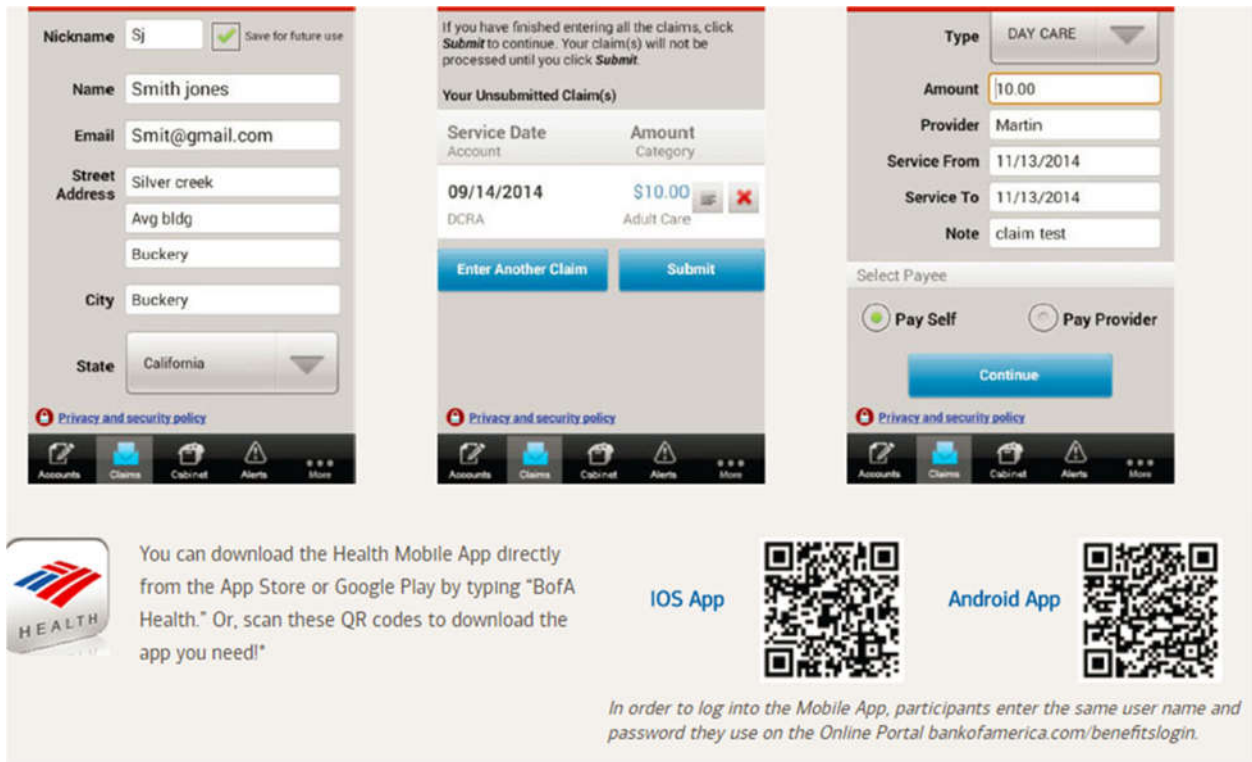 Nickname Sj Save for future use
Name Smith jones
Email Smit@gmail.com
Street Address Silver creek
Avg bldg
Buckery
City Buckery
State California
Privacy and security policy
Accounts Claims Cabinet Alerts More
If you have finished entering all the claims, click
Submit to continue. Your claim(s) will not be
processed until you click Submit.
Your Unsubmitted Claim(s)
Service Date Amount
Account Category
09/14/2014 $10.00
DCRA Adult Care
Enter Another Claim Submit
Privacy and security policy
Accounts Claims Cabinet Alerts More
Type DAY CARE
Amount 10.00
Provider Martin
Service From 11/13/2014
Service To 11/13/2014
Note claim test
Select Payee
Pay Self Pay Provider
Continue
Privacy and security policy
Accounts Claims Cabinet Alerts More
HEALTH
You can download the Health Mobile App directly
from the App Store or Google Play by typing "BofA
Health." Or, scan these QR codes to download the
app you need!*
IOS App
Android App
In order to log into the Mobile App, participants enter the same user name and
password they use on the Online Portal bankofamerica.com/benefitslogin.